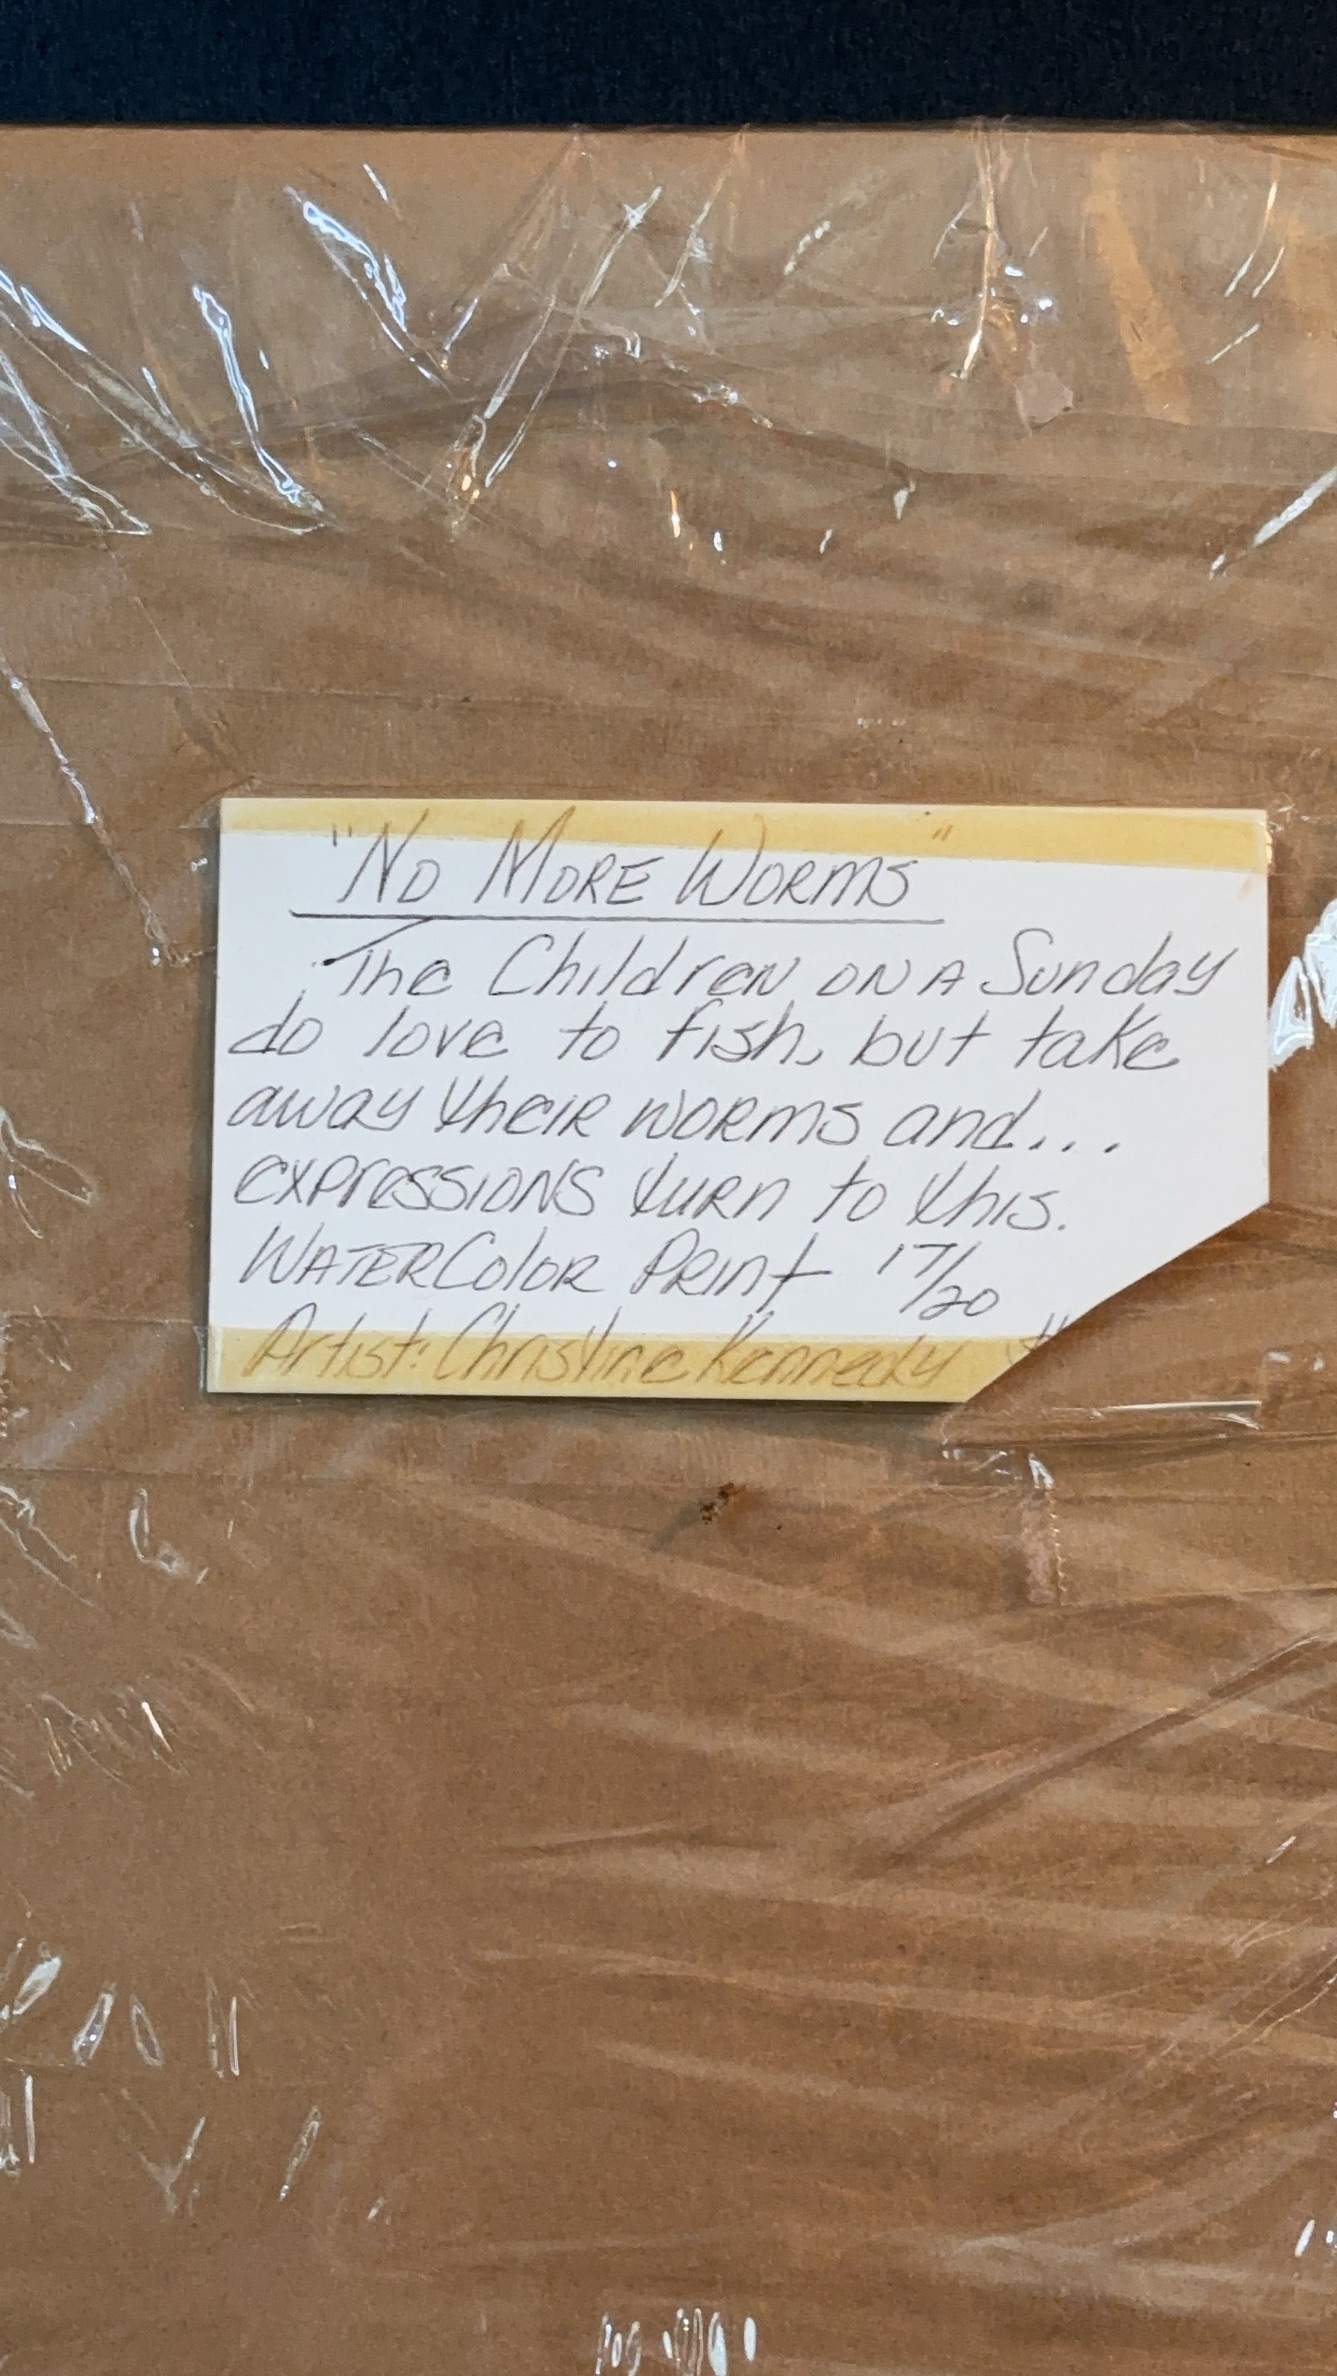 "No More Worms"
The Children on a Sunday
do love to fish, but take
away their worms and...
expressions turn to this.
WaterColor Print 17/20
Artist: Christine Kennedy